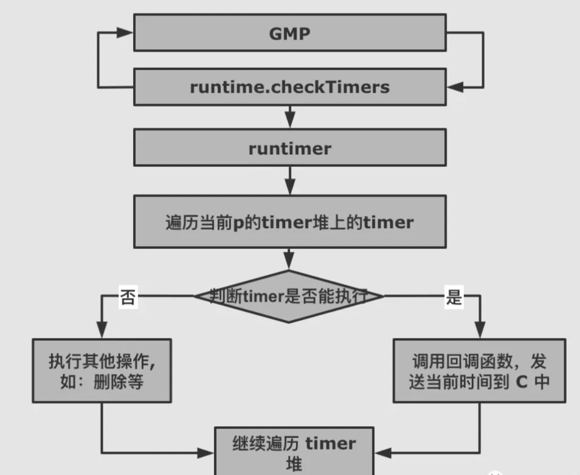 GMP
runtime.checkTimers
runtimer
遍历当前p的timer堆上的timer
判断timer是否能执行
否
是
执行其他操作,
如：删除等
调用回调函数，发
送当前时间到 C 中
继续遍历 timer
堆